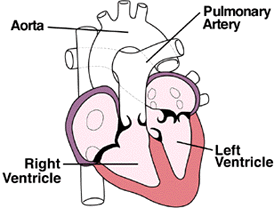 Aorta
Pulmonary
Artery
Right
Ventricle
Left
Ventricle